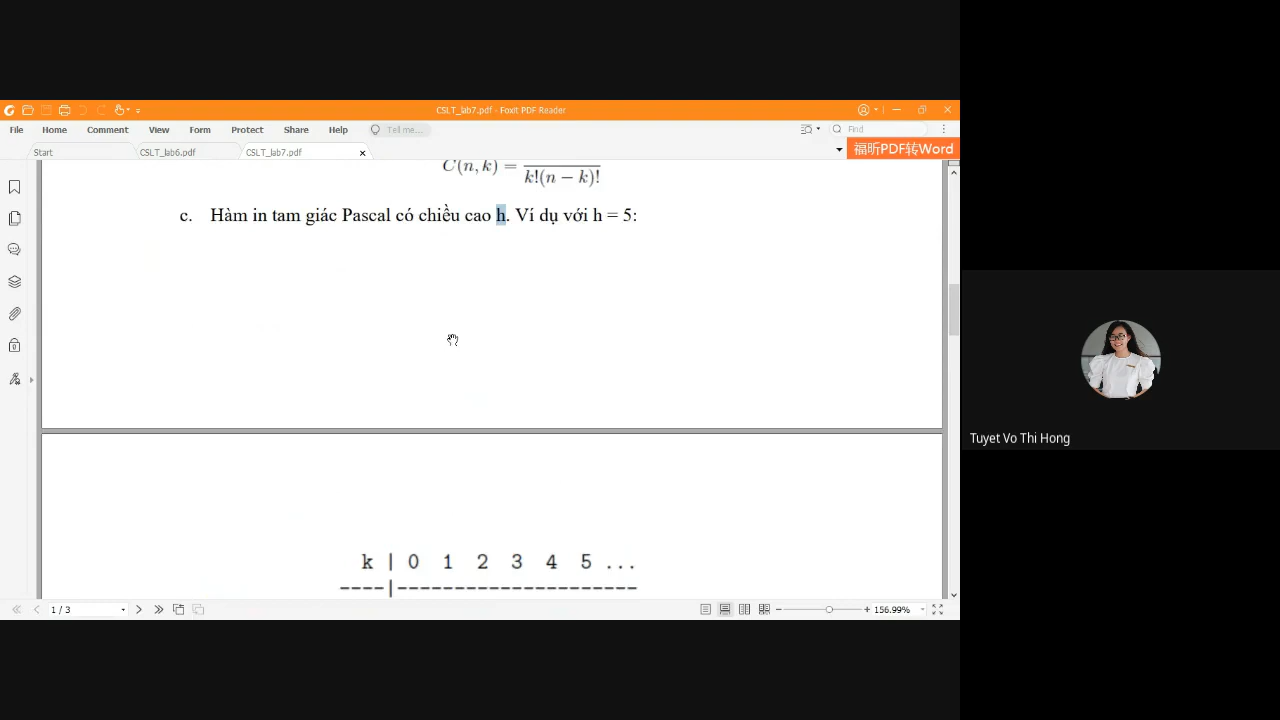 CSLT_lab7.pdf - Foxit PDF Reader
File Home Comment View Form Protect Share Help Tell me... Find
Start CSLT_lab6.pdf CSLT_lab7.pdf 福昕PDF转Word
C(n, k) =
k!(n − k)!
c. Hàm in tam giác Pascal có chiều cao h. Ví dụ với h = 5:
Tuyet Vo Thi Hong
k | 0 1 2 3 4 5 ...
----|---------------------
1 / 3 156.99%